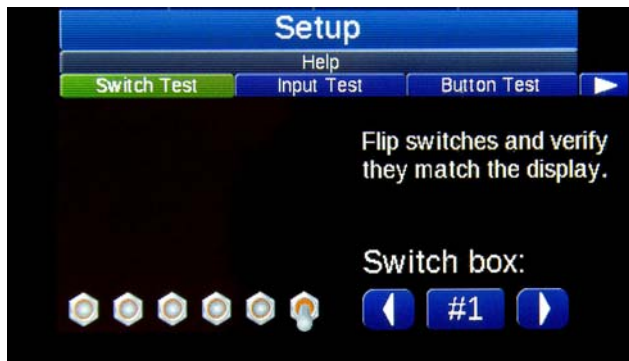 Setup
Help
Switch Test
Input Test
Button Test
Flip switches and verify
they match the display.
Switch box:
#1